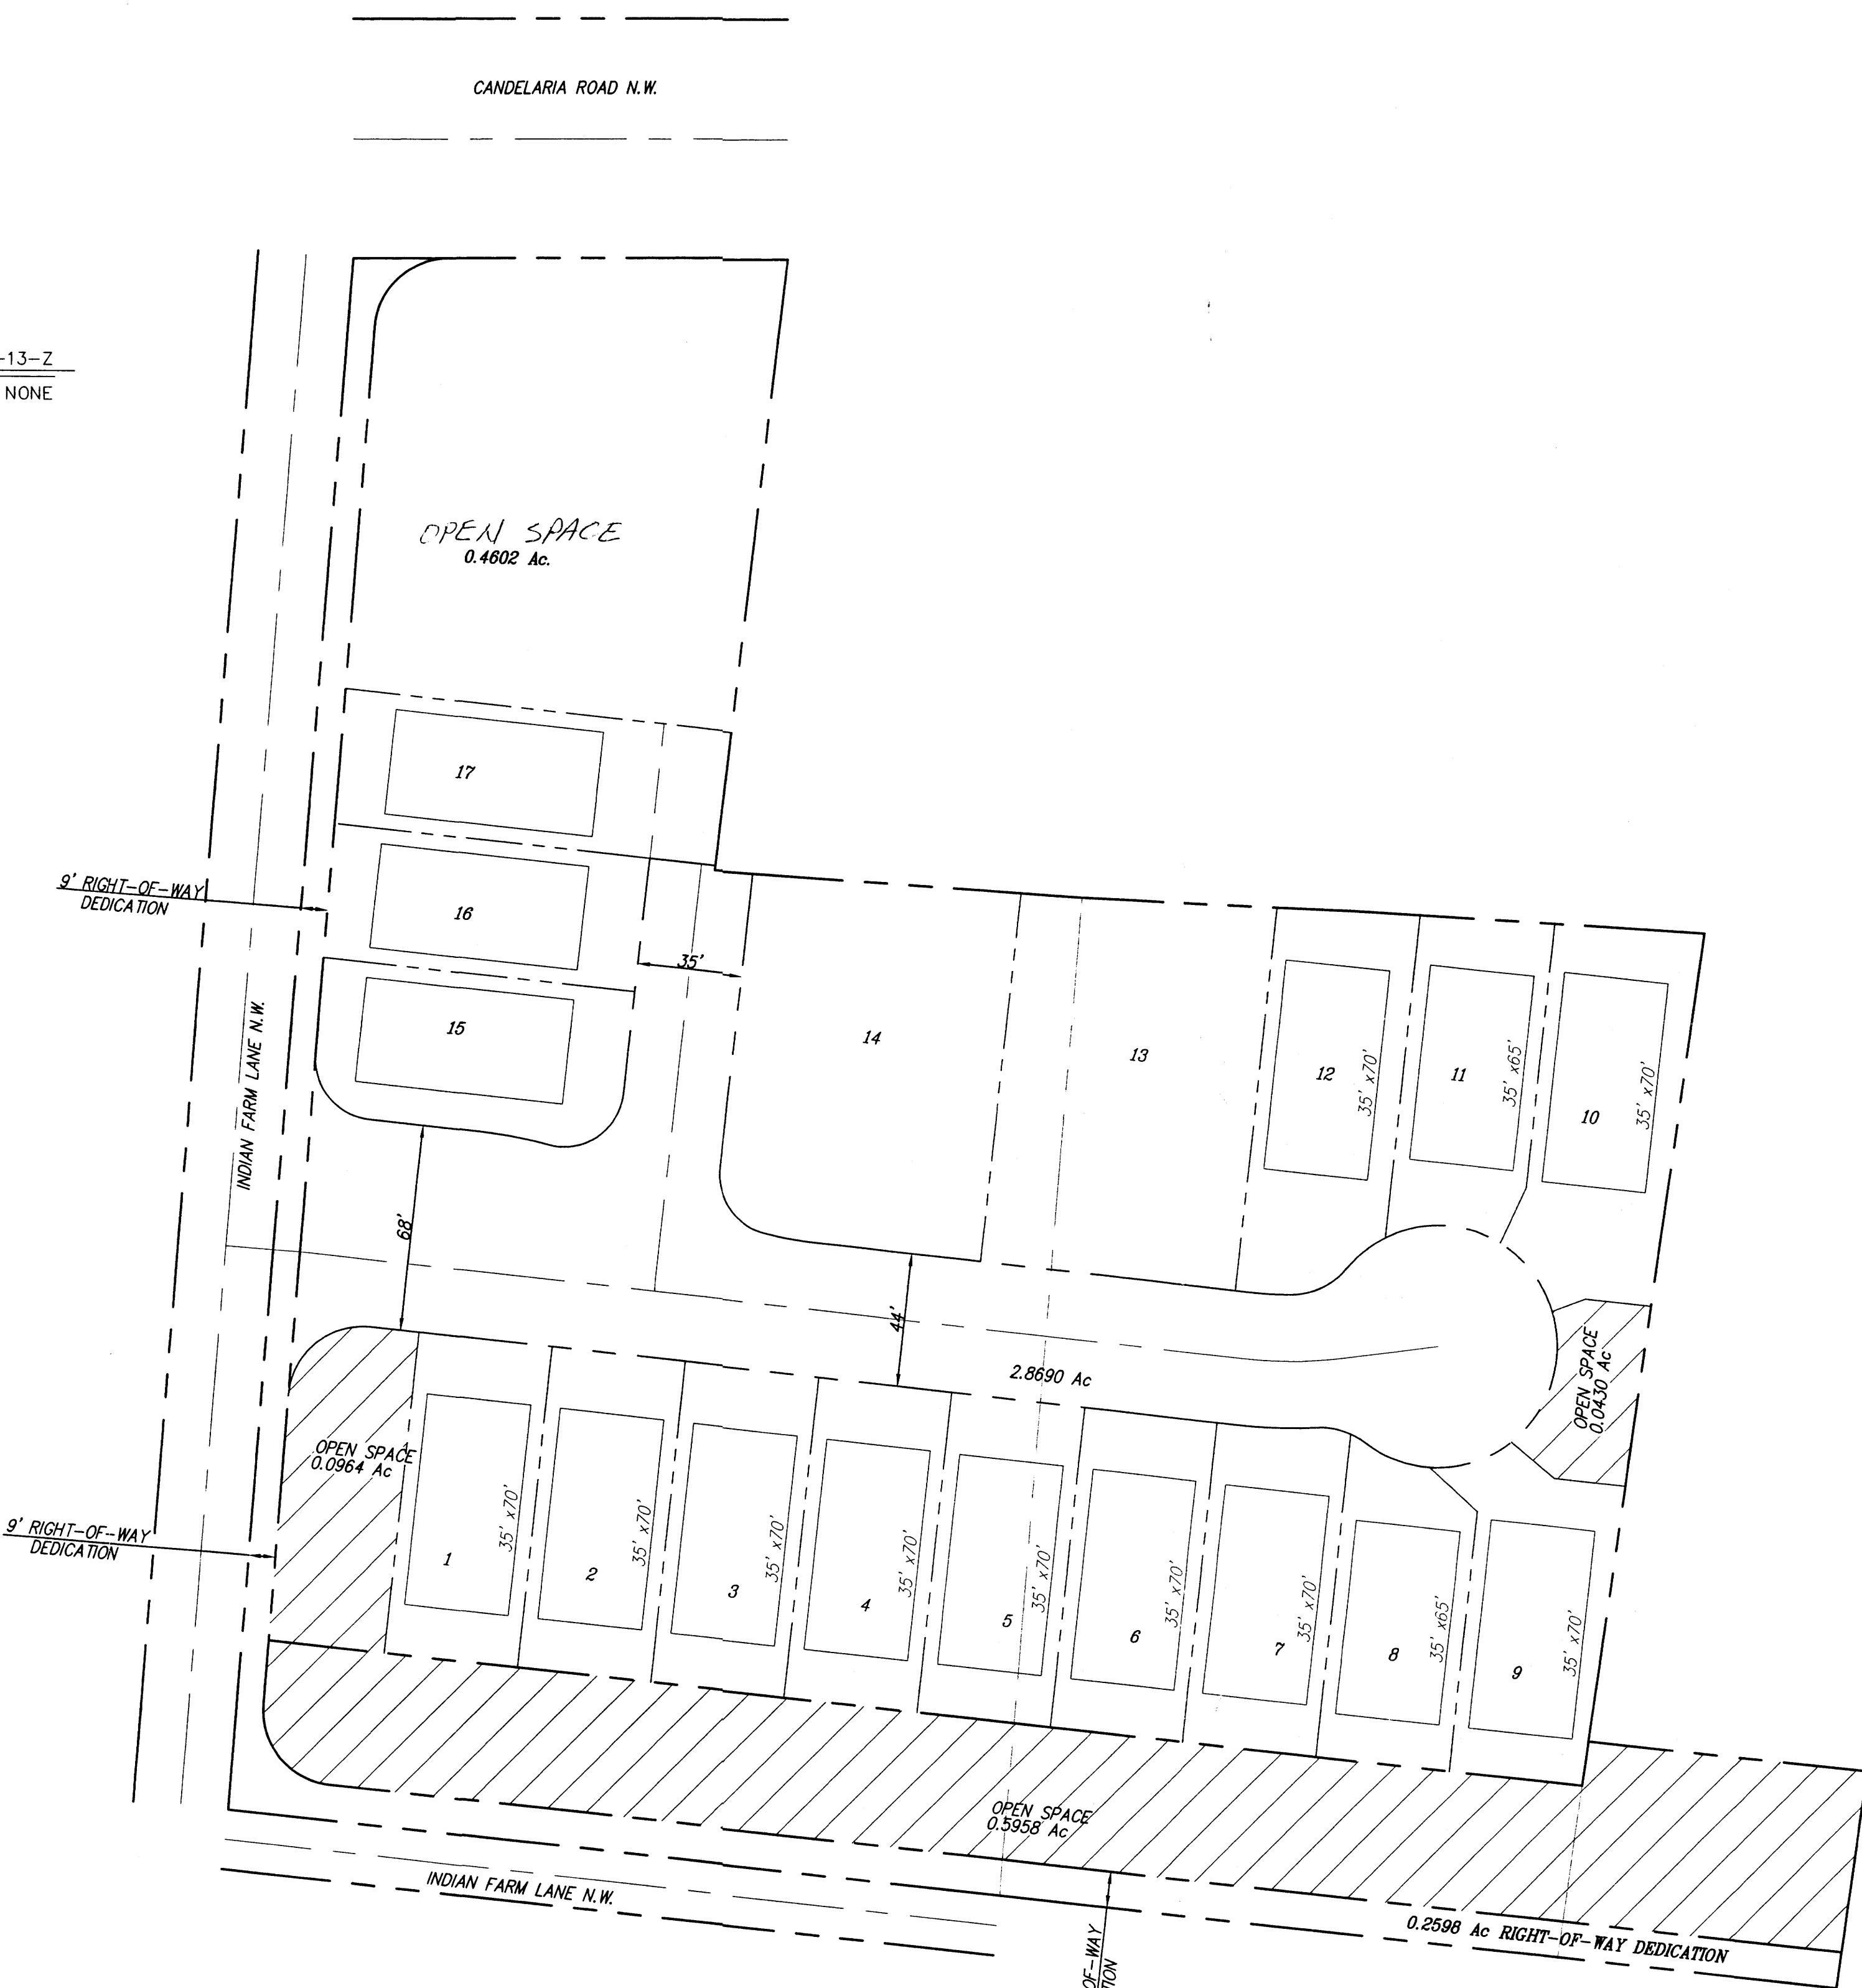 CANDELARIA ROAD N.W.
-13-Z
NONE
OPEN SPACE
0.4602 Ac.
17
9' RIGHT-OF-WAY
DEDICATION
16
35'
15
INDIAN FARM LANE N.W.
14
13
12
35' x70'
11
35' x65'
10
35' x70'
68'
44'
2.8690 Ac
OPEN SPACE
0.0430 Ac
OPEN SPACE
0.0964 Ac
9' RIGHT-OF-WAY
DEDICATION
1
35' x70'
2
35' x70'
3
35' x70'
4
35' x70'
5
35' x70'
6
35' x70'
7
35' x70'
8
35' x65'
9
35' x70'
OPEN SPACE
0.5958 Ac
INDIAN FARM LANE N.W.
OF-WAY
TION
0.2598 Ac RIGHT-OF-WAY DEDICATION